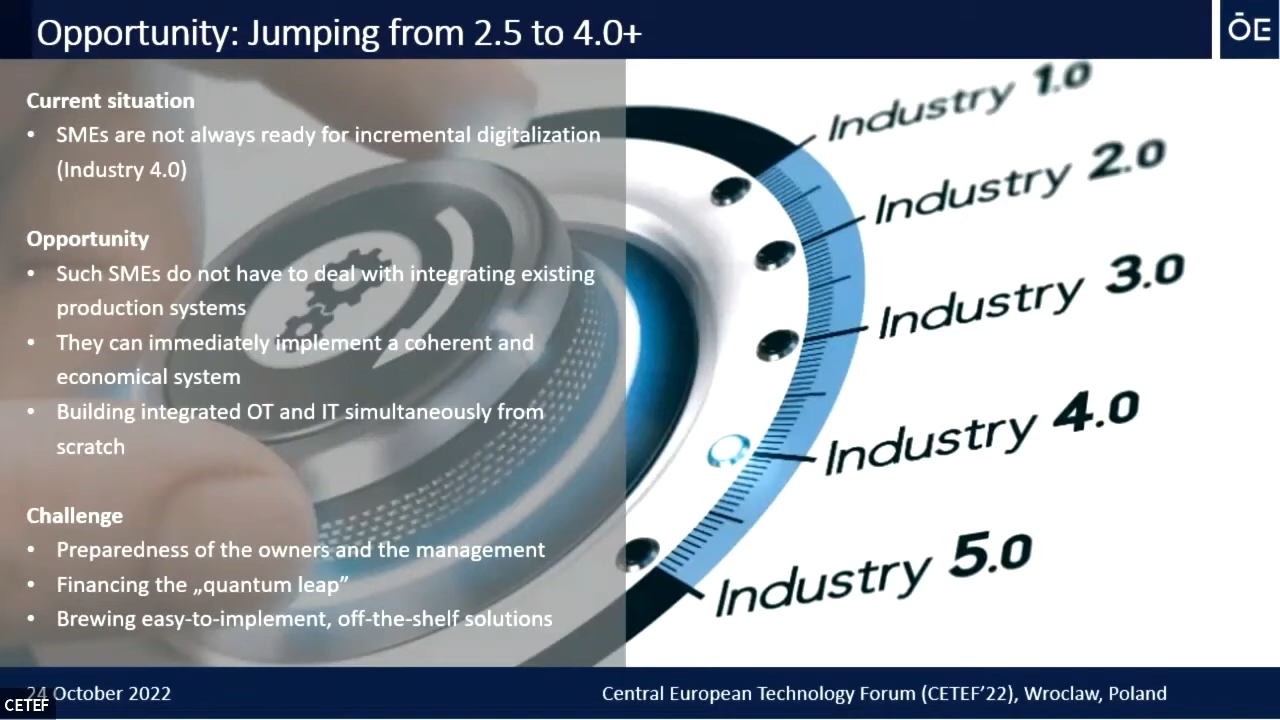 Opportunity: Jumping from 2.5 to 4.0+
ŌE
Current situation
• SMEs are not always ready for incremental digitalization
(Industry 4.0)
Opportunity
• Such SMEs do not have to deal with integrating existing
production systems
• They can immediately implement a coherent and
economical system
• Building integrated OT and IT simultaneously from
scratch
Challenge
• Preparedness of the owners and the management
• Financing the „quantum leap”
• Brewing easy-to-implement, off-the-shelf solutions
Industry 1.0
Industry 2.0
Industry 3.0
Industry 4.0
Industry 5.0
24 October 2022
Central European Technology Forum (CETEF’22), Wroclaw, Poland
CETEF